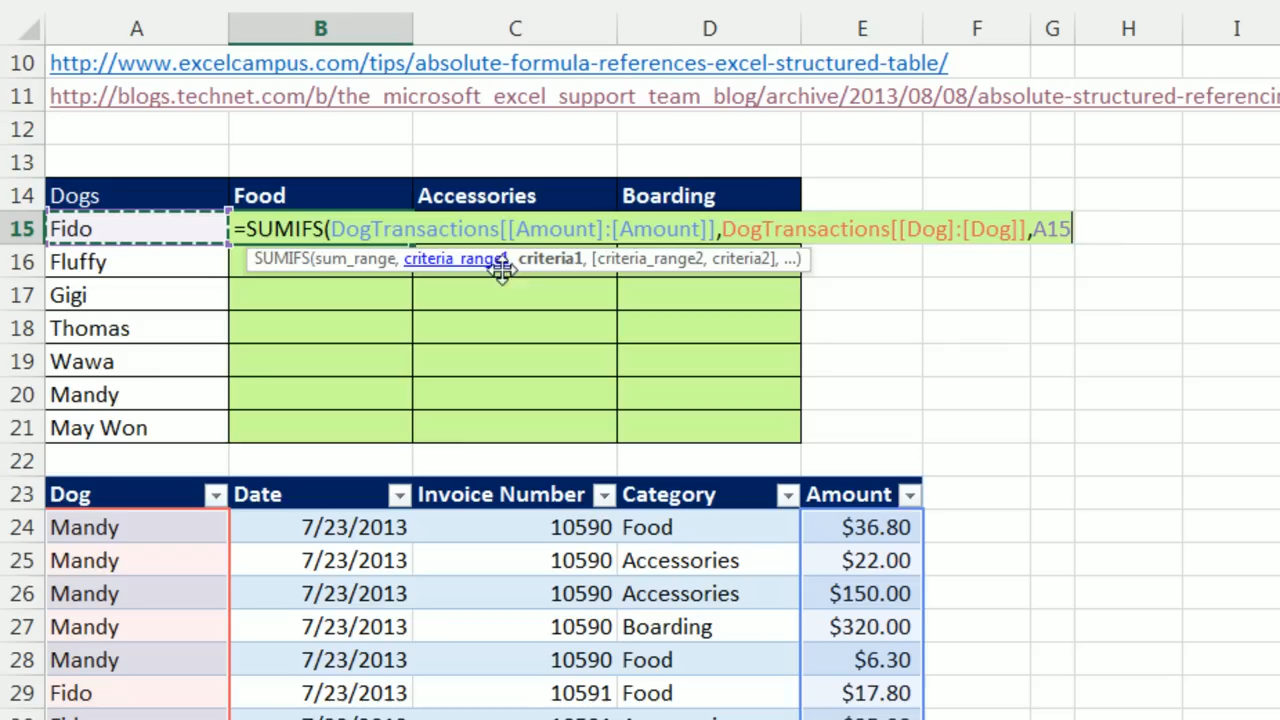 A B C D E F G H I
10 http://www.excelcampus.com/tips/absolute-formula-references-excel-structured-table/
11 http://blogs.technet.com/b/the_microsoft_excel_support_team_blog/archive/2013/08/08/absolute-structured-referencin
12
13
14 Dogs Food Accessories Boarding
15 Fido =SUMIFS(DogTransactions[[Amount]:[Amount]],DogTransactions[[Dog]:[Dog]],A15
SUMIFS(sum_range, criteria_range1, criteria1, [criteria_range2, criteria2], ...)
16 Fluffy
17 Gigi
18 Thomas
19 Wawa
20 Mandy
21 May Won
22
23 Dog Date Invoice Number Category Amount
24 Mandy 7/23/2013 10590 Food $36.80
25 Mandy 7/23/2013 10590 Accessories $22.00
26 Mandy 7/23/2013 10590 Accessories $150.00
27 Mandy 7/23/2013 10590 Boarding $320.00
28 Mandy 7/23/2013 10590 Food $6.30
29 Fido 7/23/2013 10591 Food $17.80